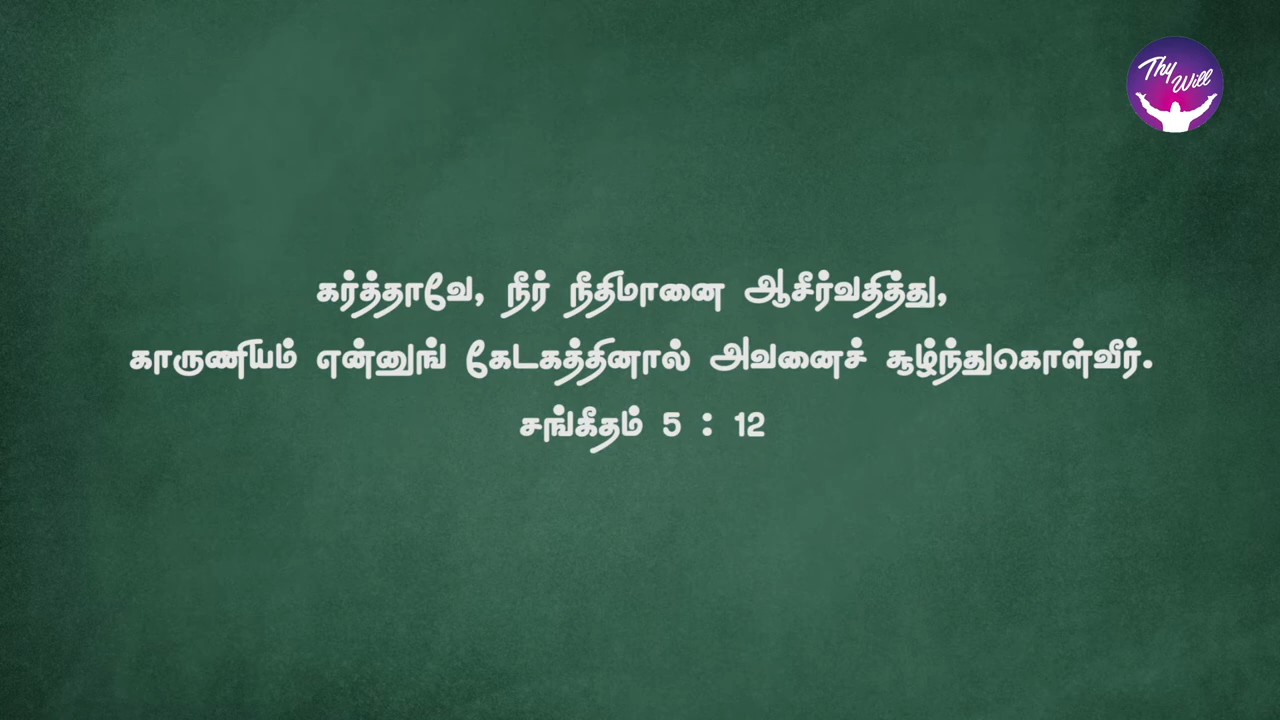 Thy
Will
கர்த்தாவே, நீர் நீதிமானை ஆசீர்வதித்து,
காருணியம் என்னுங் கேடகத்தினால் அவனைச் சூழ்ந்துகொள்வீர்.
சங்கீதம் 5 : 12